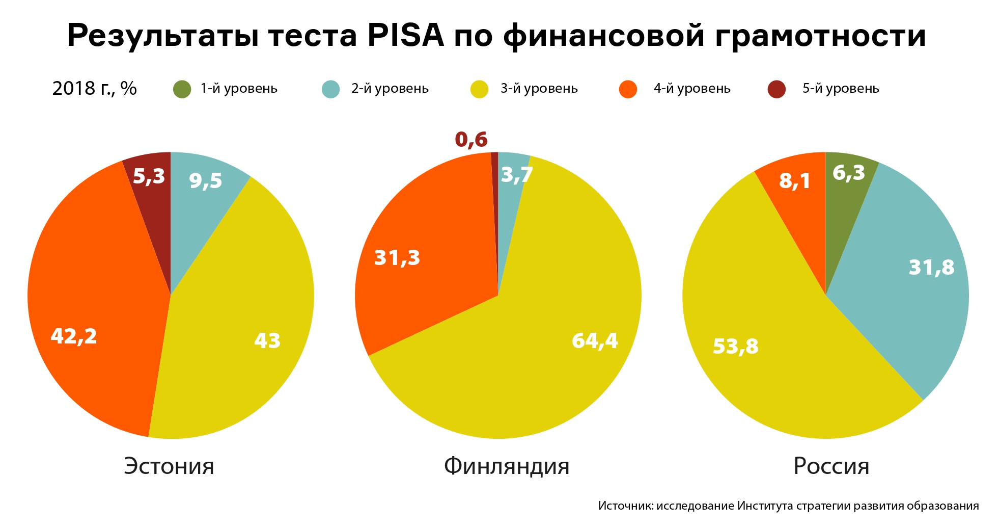 Результаты теста PISA по финансовой грамотности
2018 г., %
1-й уровень
2-й уровень
3-й уровень
4-й уровень
5-й уровень
5,3
9,5
42,2
43
Эстония
0,6
3,7
31,3
64,4
Финляндия
8,1
6,3
31,8
53,8
Россия
Источник: исследование Института стратегии развития образования